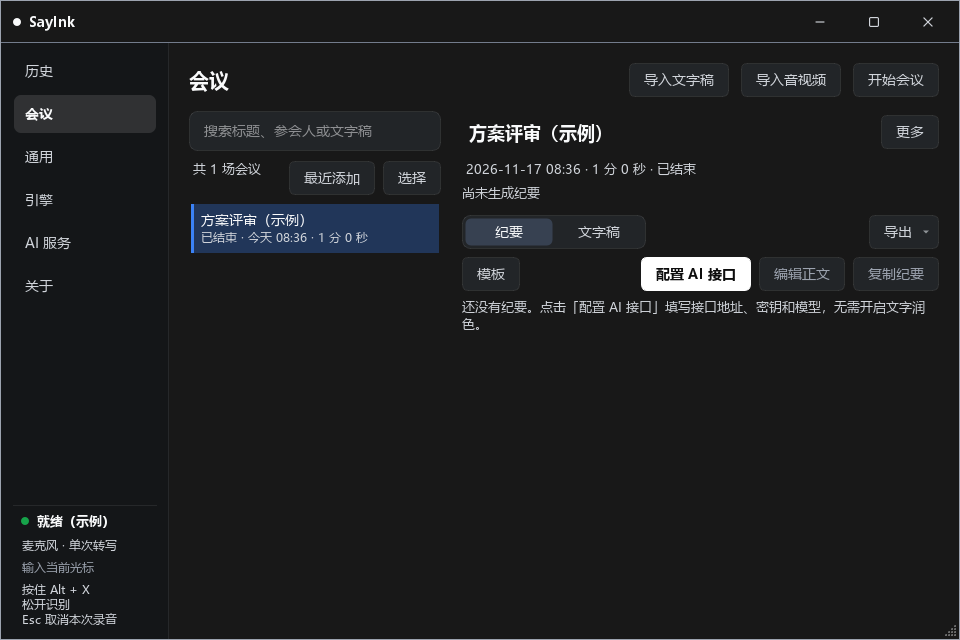 SayInk
历史
会议
通用
引擎
AI 服务
关于
就绪（示例）
麦克风 · 单次转写
输入当前光标
按住 Alt + X
松开识别
Esc 取消本次录音
会议
导入文字稿
导入音视频
开始会议
搜索标题、参会人或文字稿
共 1 场会议
最近添加
选择
方案评审（示例）
已结束 · 今天 08:36 · 1 分 0 秒
方案评审（示例）
更多
2026-11-17 08:36 · 1 分 0 秒 · 已结束
尚未生成纪要
纪要
文字稿
导出
模板
配置 AI 接口
编辑正文
复制纪要
还没有纪要。点击「配置 AI 接口」填写接口地址、密钥和模型，无需开启文字润
色。